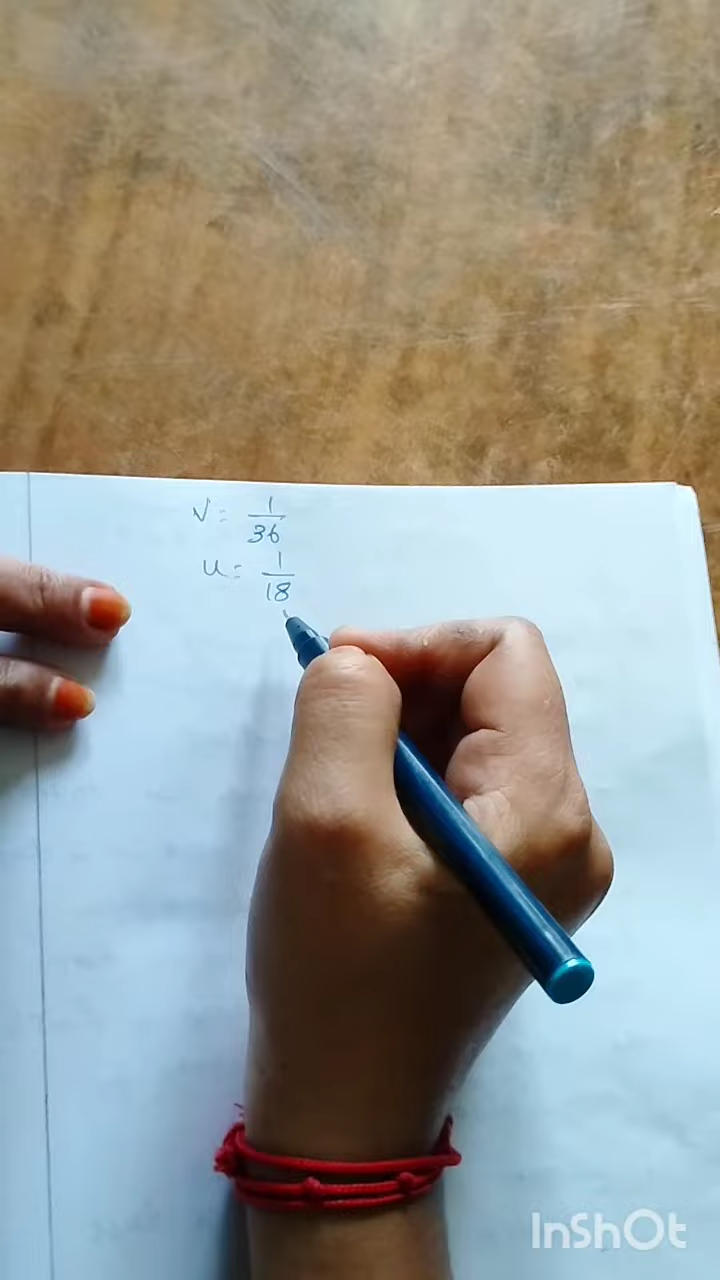 V = 1/36
u = 1/18
InShOt